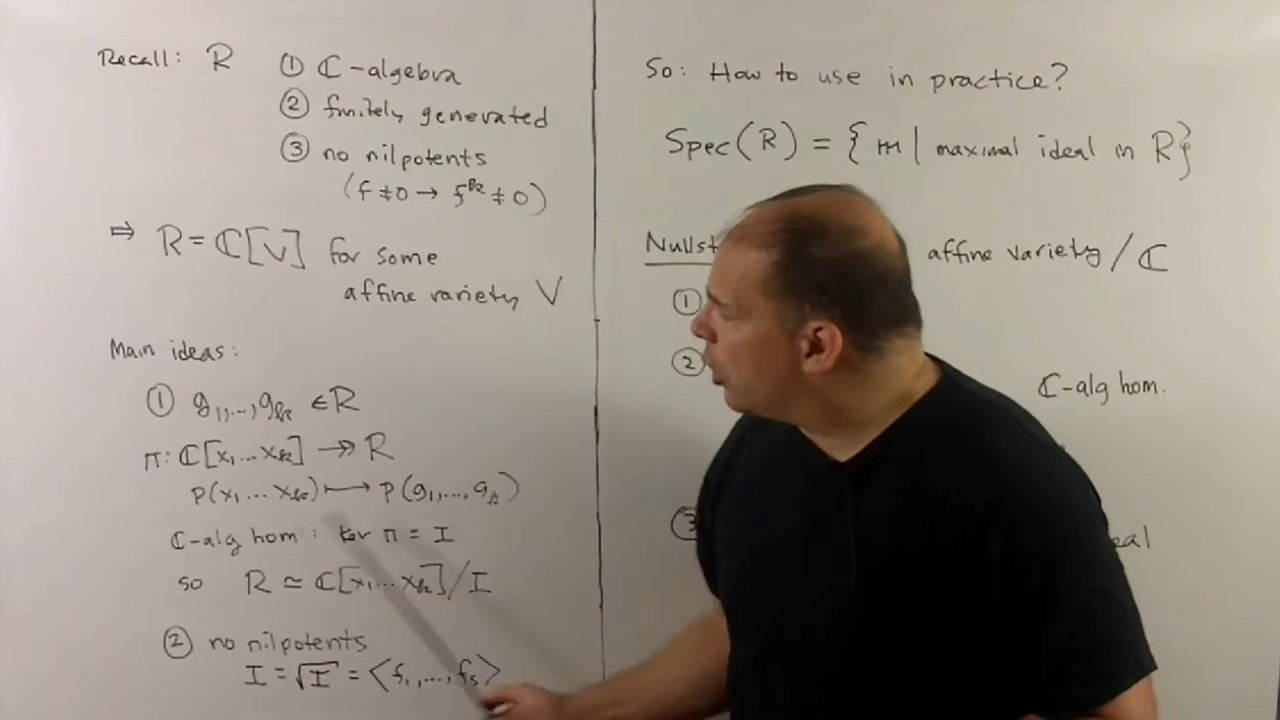 Recall: R ① ℂ-algebra
② finitely generated
③ no nilpotents
(f ≠ 0 → f^k ≠ 0)
⇒ R = ℂ[V] for some
affine variety V
Main ideas:
① g₁,...,gₖ ∈ R
π: ℂ[x₁...xₖ] ↠ R
p(x₁...xₖ) ⟼ p(g₁,...,gₖ)
ℂ-alg hom: ker π = I
so R ≃ ℂ[x₁...xₖ]/I
② no nilpotents
I = √I = <f₁,...,fₛ>
So: How to use in practice?
Spec(R) = {m | maximal ideal in R}
affine variety/ℂ
①
②
ℂ-alg hom.
③